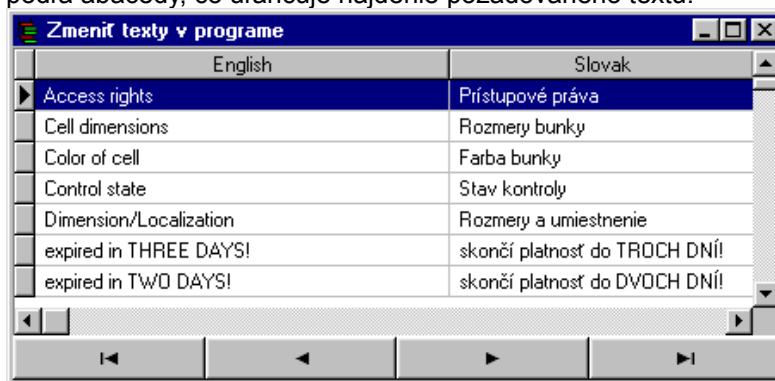 podľa abacedy, čo urahčuje nájdenie požadovaného textu.
Zmeniť texty v programe
English Slovak
Access rights Prístupové práva
Cell dimensions Rozmery bunky
Color of cell Farba bunky
Control state Stav kontroly
Dimension/Localization Rozmery a umiestnenie
expired in THREE DAYS! skončí platnosť do TROCH DNÍ!
expired in TWO DAYS! skončí platnosť do DVOCH DNÍ!